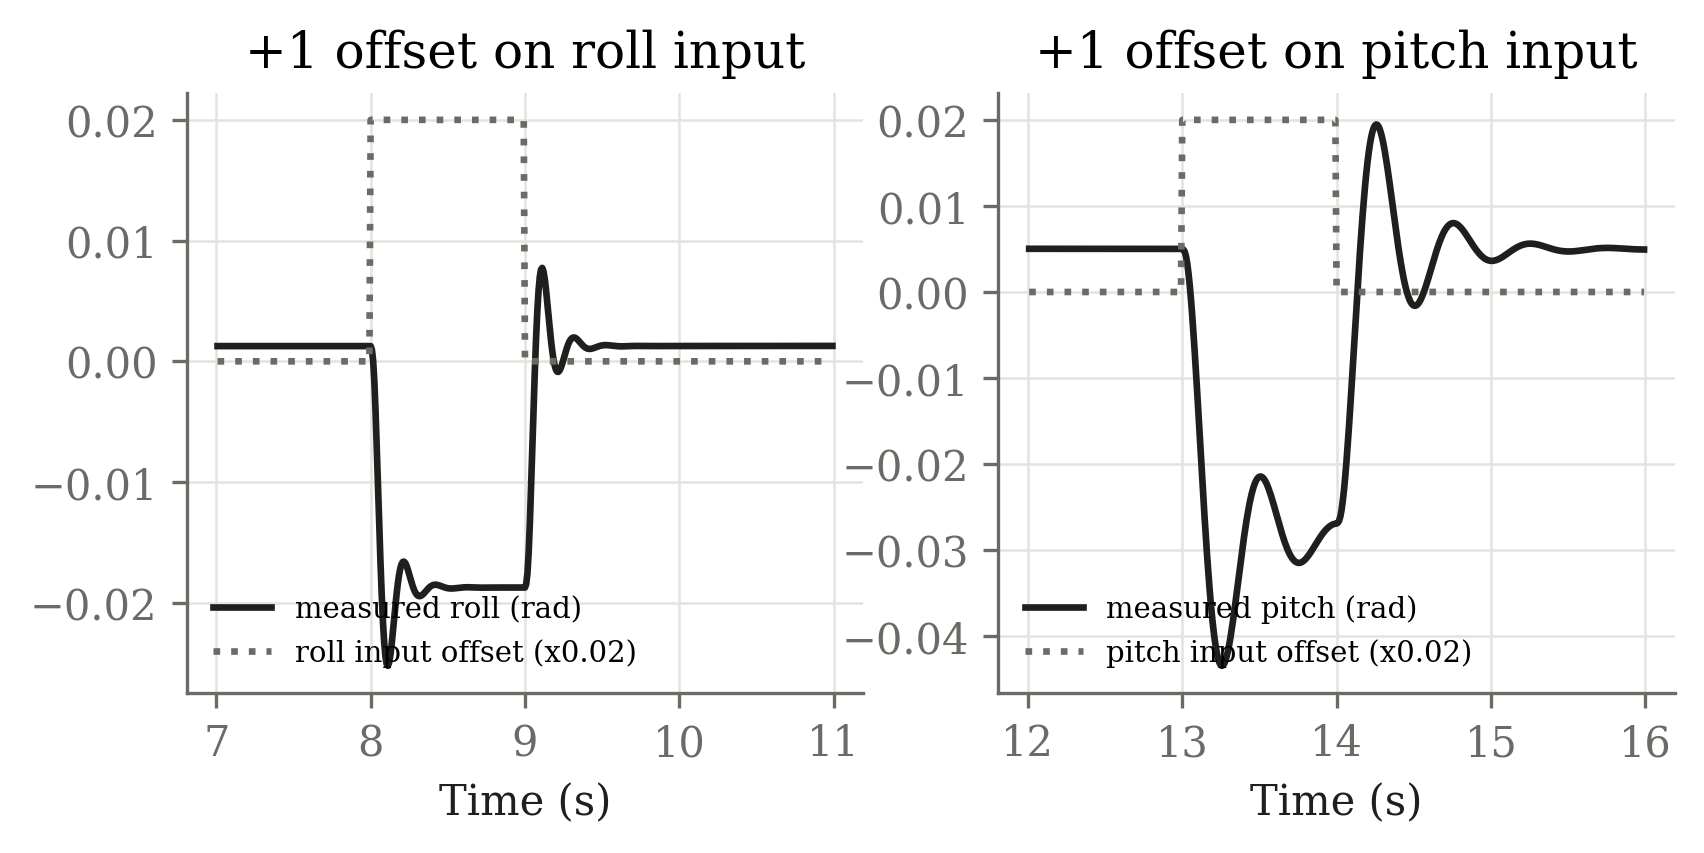 +1 offset on roll input
0.02
0.01
0.00
−0.01
−0.02
measured roll (rad)
roll input offset (x0.02)
7 8 9 10 11
Time (s)
+1 offset on pitch input
0.02
0.01
0.00
−0.01
−0.02
−0.03
−0.04
measured pitch (rad)
pitch input offset (x0.02)
12 13 14 15 16
Time (s)